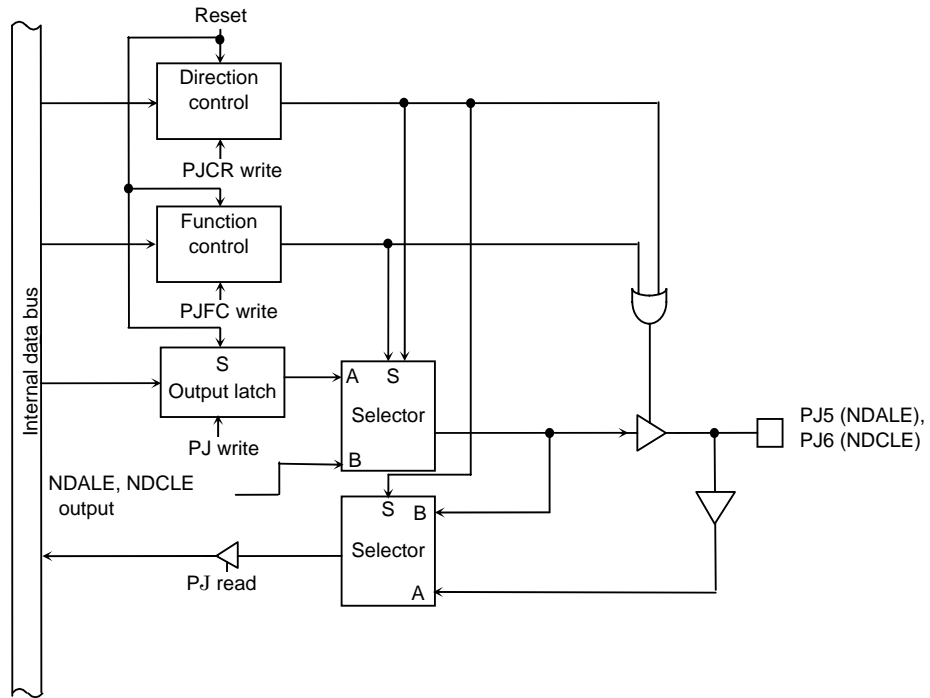 Reset
Direction
control
PJCR write
Function
control
PJFC write
Internal data bus
S
Output latch
PJ write
A
S
Selector
B
NDALE, NDCLE
output
S
B
Selector
A
PJ read
PJ5 (NDALE),
PJ6 (NDCLE)